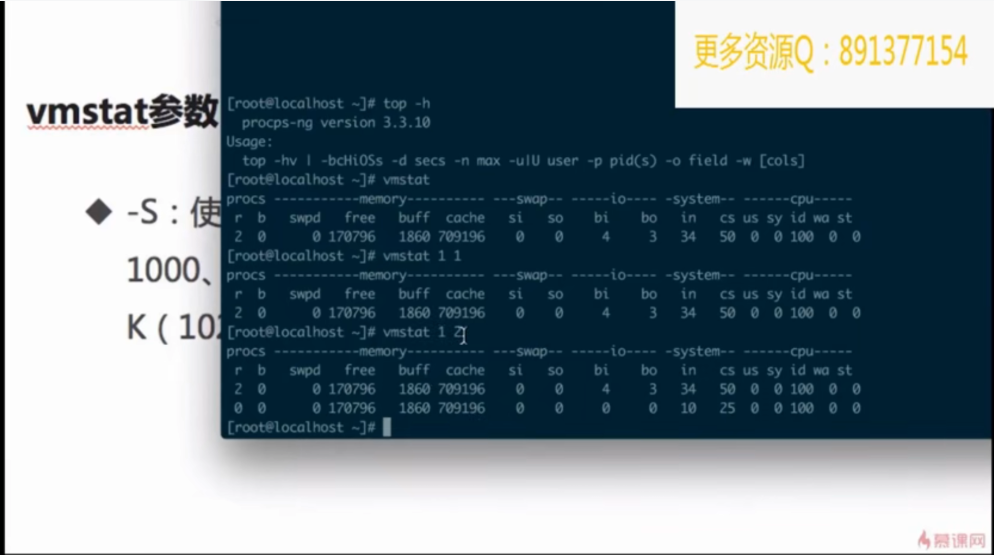 更多资源Q：891377154
vmstat参数
◆ -S：使
1000、
K（102
[root@localhost ~]# top -h
procps-ng version 3.3.10
Usage:
top -hv | -bcHiOSs -d secs -n max -u|U user -p pid(s) -o field -w [cols]
[root@localhost ~]# vmstat
procs -----------memory---------- ---swap-- -----io---- -system-- ------cpu-----
r b swpd free buff cache si so bi bo in cs us sy id wa st
2 0 0 170796 1860 709196 0 0 4 3 34 50 0 0 100 0 0
[root@localhost ~]# vmstat 1 1
procs -----------memory---------- ---swap-- -----io---- -system-- ------cpu-----
r b swpd free buff cache si so bi bo in cs us sy id wa st
2 0 0 170796 1860 709196 0 0 4 3 34 50 0 0 100 0 0
[root@localhost ~]# vmstat 1 2
procs -----------memory---------- ---swap-- -----io---- -system-- ------cpu-----
r b swpd free buff cache si so bi bo in cs us sy id wa st
2 0 0 170796 1860 709196 0 0 4 3 34 50 0 0 100 0 0
0 0 0 170796 1860 709196 0 0 0 0 10 25 0 0 100 0 0
[root@localhost ~]#
慕课网